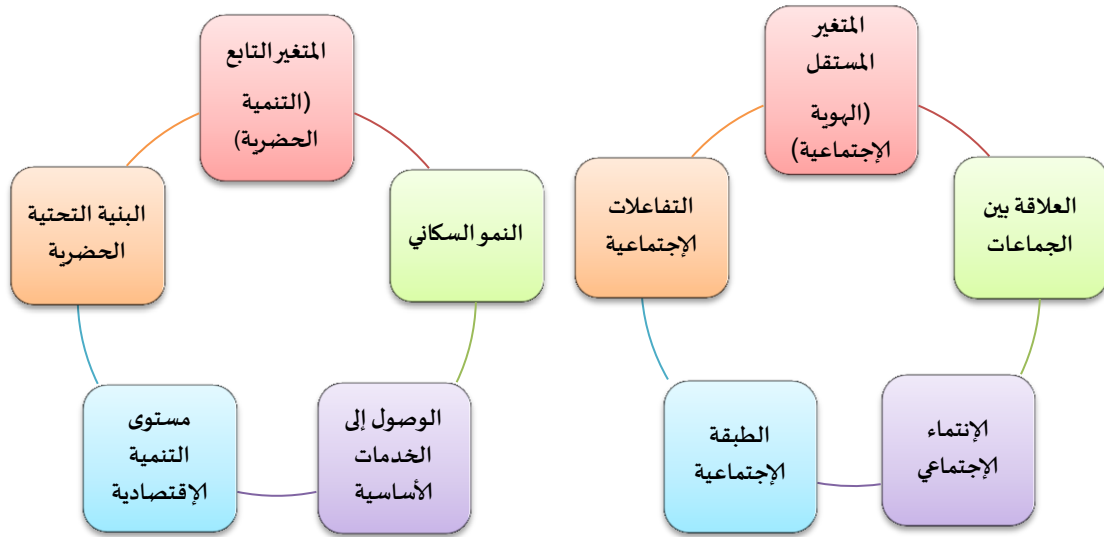 المتغير
المستقل
(الهوية
الإجتماعية)
العلاقة بين
الجماعات
الإنتماء
الإجتماعي
الطبقة
الإجتماعية
التفاعلات
الإجتماعية
المتغير التابع
(التنمية
الحضرية)
النمو السكاني
الوصول إلى
الخدمات
الأساسية
مستوى
التنمية
الإقتصادية
البنية التحتية
الحضرية